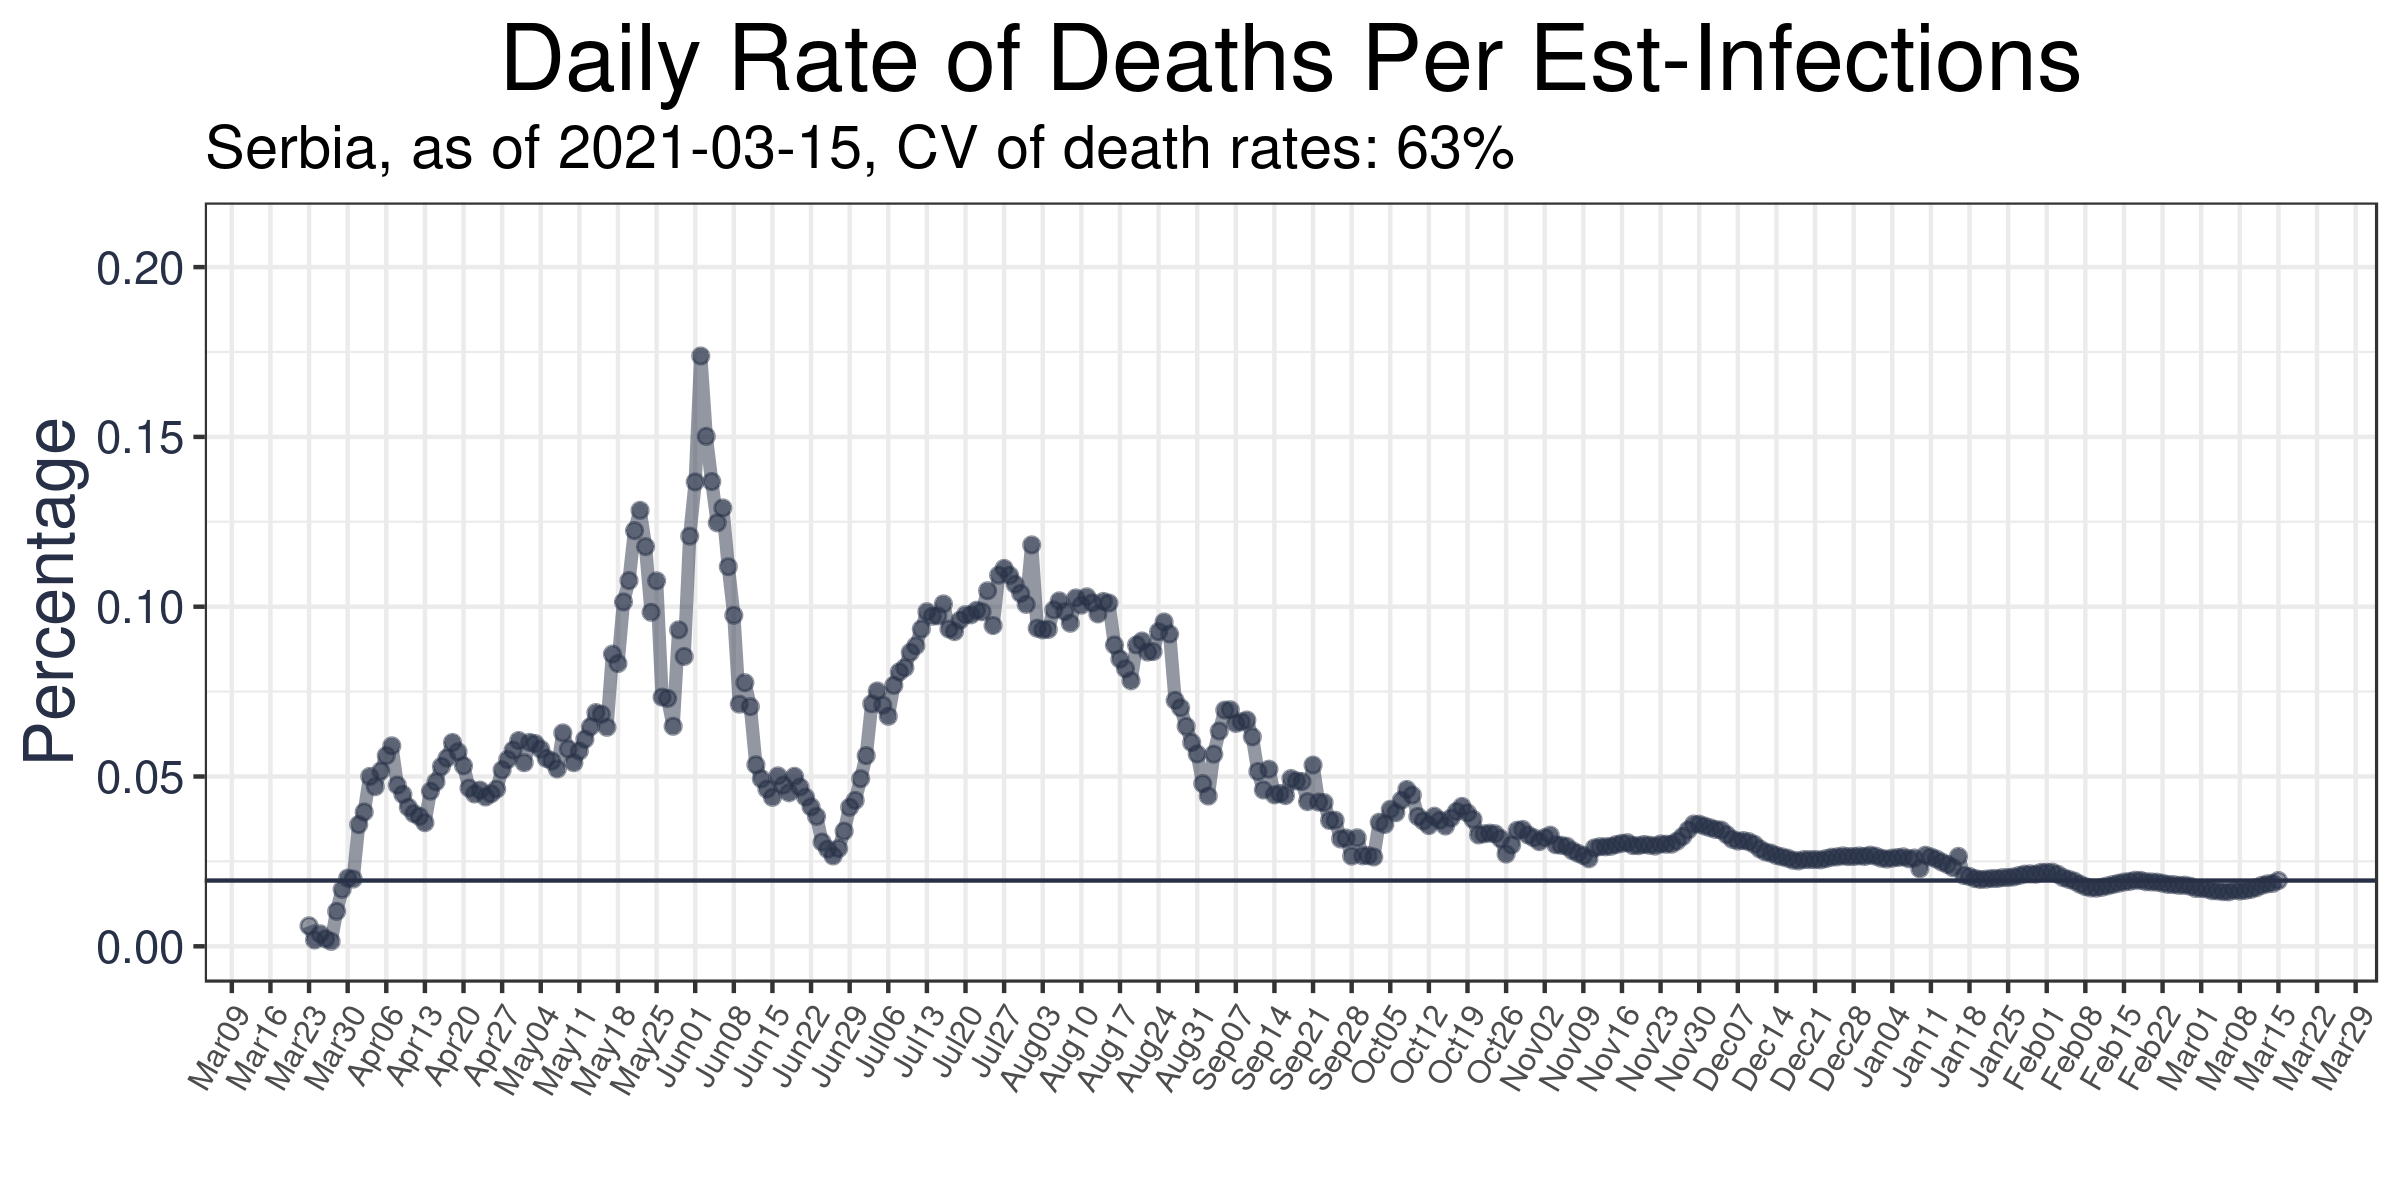 Daily Rate of Deaths Per Est-Infections
Serbia, as of 2021-03-15, CV of death rates: 63%
Percentage
0.20
0.15
0.10
0.05
0.00
Mar09
Mar16
Mar23
Mar30
Apr06
Apr13
Apr20
Apr27
May04
May11
May18
May25
Jun01
Jun08
Jun15
Jun22
Jun29
Jul06
Jul13
Jul20
Jul27
Aug03
Aug10
Aug17
Aug24
Aug31
Sep07
Sep14
Sep21
Sep28
Oct05
Oct12
Oct19
Oct26
Nov02
Nov09
Nov16
Nov23
Nov30
Dec07
Dec14
Dec21
Dec28
Jan04
Jan11
Jan18
Jan25
Feb01
Feb08
Feb15
Feb22
Mar01
Mar08
Mar15
Mar22
Mar29